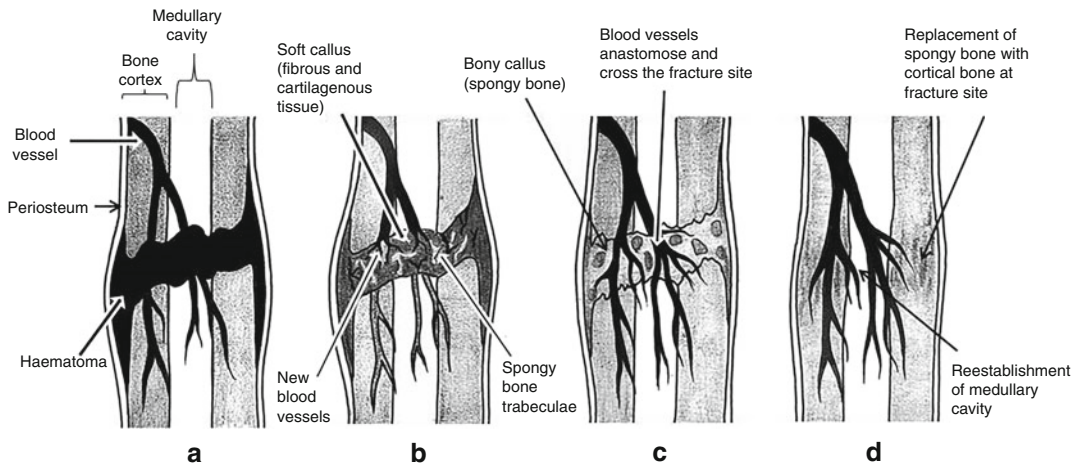 Medullary
cavity
Bone
cortex
Blood
vessel
Periosteum
Haematoma
a
Soft callus
(fibrous and
cartilagenous
tissue)
New
blood
vessels
Spongy
bone
trabeculae
b
Bony callus
(spongy bone)
Blood vessels
anastomose and
cross the fracture site
c
Replacement of
spongy bone with
cortical bone at
fracture site
Reestablishment
of medullary
cavity
d